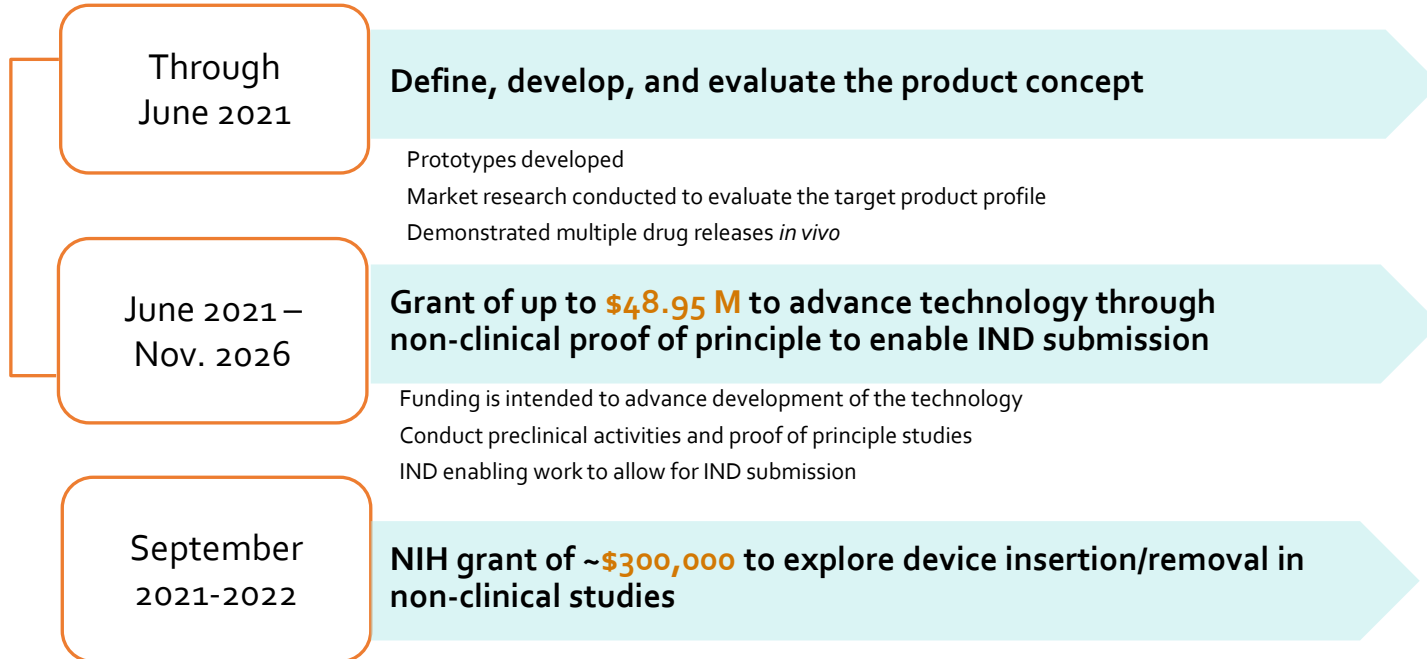 Through
June 2021
Define, develop, and evaluate the product concept
Prototypes developed
Market research conducted to evaluate the target product profile
Demonstrated multiple drug releases in vivo
June 2021 –
Nov. 2026
Grant of up to $48.95 M to advance technology through
non-clinical proof of principle to enable IND submission
Funding is intended to advance development of the technology
Conduct preclinical activities and proof of principle studies
IND enabling work to allow for IND submission
September
2021-2022
NIH grant of ~$300,000 to explore device insertion/removal in
non-clinical studies